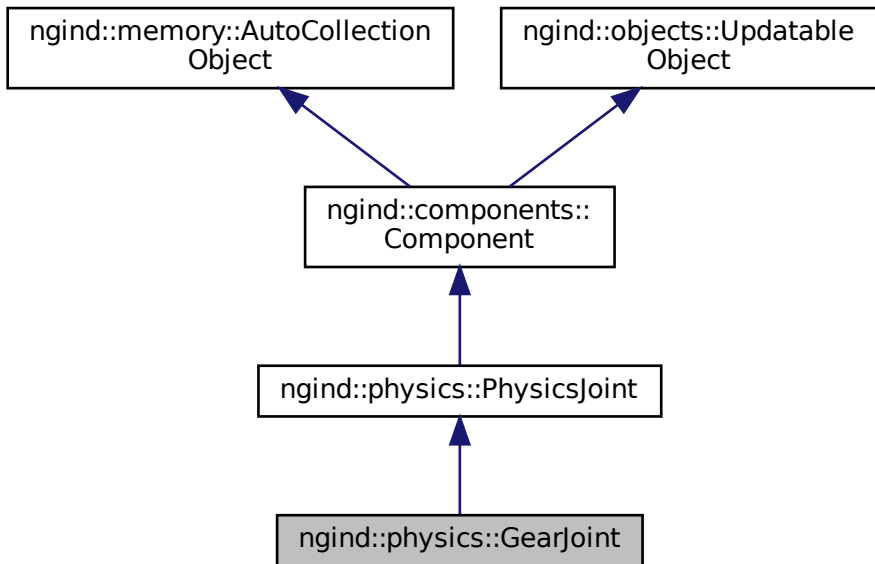 ngind::memory::AutoCollection
Object
ngind::objects::Updatable
Object
ngind::components::
Component
ngind::physics::PhysicsJoint
ngind::physics::GearJoint